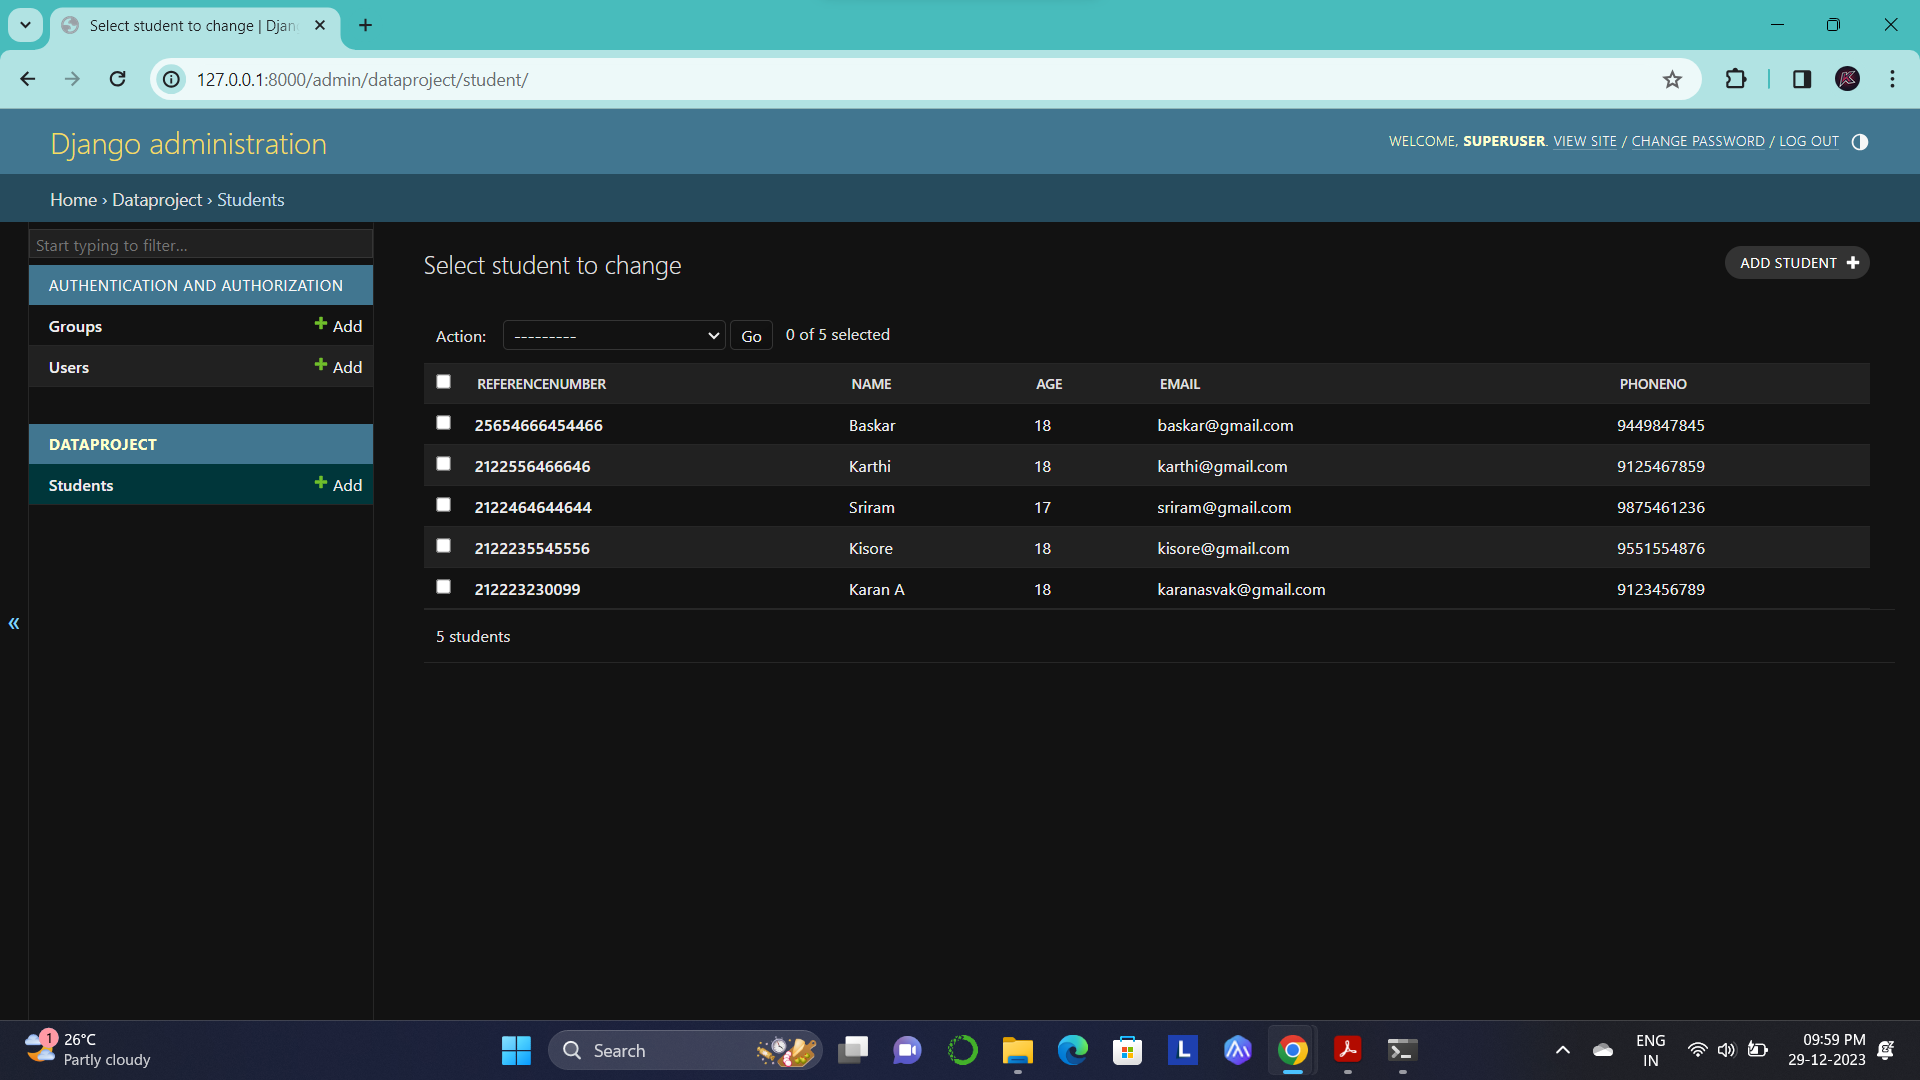 Select student to change | Djan
127.0.0.1:8000/admin/dataproject/student/
Django administration
WELCOME, SUPERUSER. VIEW SITE / CHANGE PASSWORD / LOG OUT
Home › Dataproject › Students
Start typing to filter...
AUTHENTICATION AND AUTHORIZATION
Groups + Add
Users + Add
DATAPROJECT
Students + Add
«
Select student to change
ADD STUDENT +
Action: --------- Go 0 of 5 selected
REFERENCENUMBER NAME AGE EMAIL PHONENO
25654666454466 Baskar 18 baskar@gmail.com 9449847845
2122556466646 Karthi 18 karthi@gmail.com 9125467859
2122464644644 Sriram 17 sriram@gmail.com 9875461236
2122235545556 Kisore 18 kisore@gmail.com 9551554876
212223230099 Karan A 18 karanasvak@gmail.com 9123456789
5 students
1
26°C
Partly cloudy
Search
L
ENG
IN
09:59 PM
29-12-2023